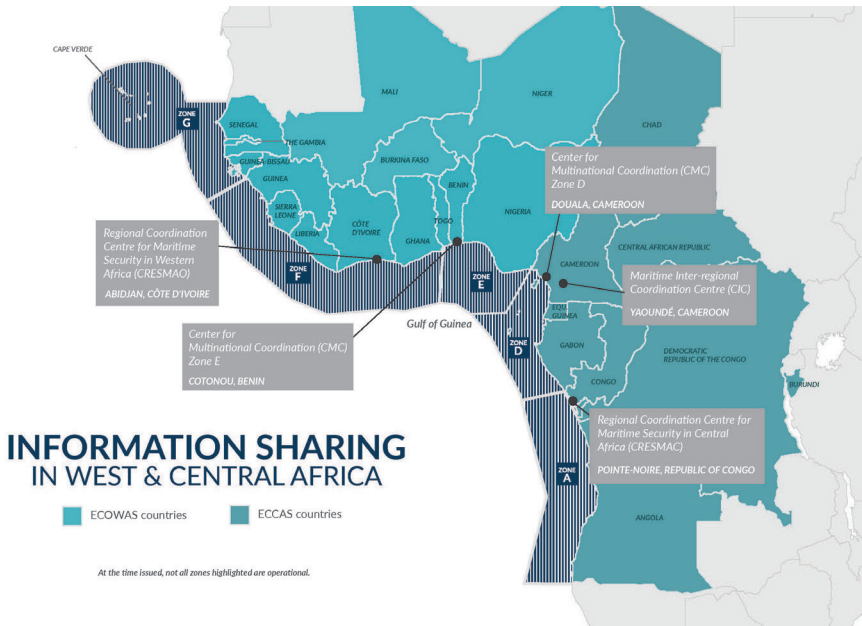 CAPE VERDE
ZONE
G
MALI
NIGER
CHAD
SENEGAL
THE GAMBIA
GUINEA-BISSAU
GUINEA
BURKINA FASO
BENIN
SIERRA
LEONE
LIBERIA
CÔTE
D'IVOIRE
GHANA
TOGO
NIGERIA
Center for
Multinational Coordination (CMC)
Zone D
DOUALA, CAMEROON
Regional Coordination
Centre for Maritime
Security in Western
Africa (CRESMAO)
ABIDJAN, CÔTE D'IVOIRE
ZONE
F
ZONE
E
CAMEROON
CENTRAL AFRICAN REPUBLIC
Maritime Inter-regional
Coordination Centre (CIC)
YAOUNDÉ, CAMEROON
Center for
Multinational Coordination (CMC)
Zone E
COTONOU, BENIN
Gulf of Guinea
ZONE
D
EQU.
GUINEA
GABON
CONGO
DEMOCRATIC
REPUBLIC OF THE CONGO
BURUNDI
Regional Coordination Centre for
Maritime Security in Central
Africa (CRESMAC)
POINTE-NOIRE, REPUBLIC OF CONGO
ZONE
A
ANGOLA
INFORMATION SHARING
IN WEST & CENTRAL AFRICA
ECOWAS countries
ECCAS countries
At the time issued, not all zones highlighted are operational.